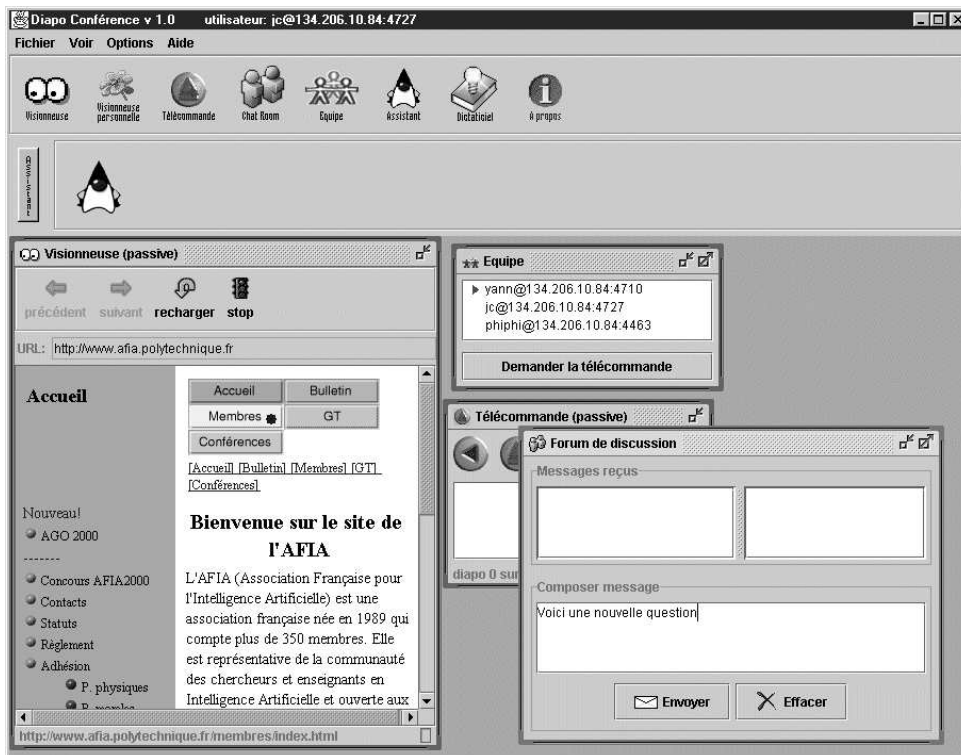 Diapo Conférence v 1.0 utilisateur: jc@134.206.10.84:4727
Fichier Voir Options Aide
Visionneuse
Visionneuse personnelle
Télécommande
Chat Room
Equipe
Assistant
Dictaticiel
A propos
Assistant
Visionneuse (passive)
précédent suivant recharger stop
URL: http://www.afia.polytechnique.fr
Accueil
Nouveau!
AGO 2000
-------
Concours AFIA2000
Contacts
Statuts
Règlement
Adhésion
P. physiques
P. morales
Accueil Bulletin
Membres GT
Conférences
[Accueil] [Bulletin] [Membres] [GT]
[Conférences]
Bienvenue sur le site de
l'AFIA
L'AFIA (Association Française pour
l'Intelligence Artificielle) est une
association française née en 1989 qui
compte plus de 350 membres. Elle
est représentative de la communauté
des chercheurs et enseignants en
Intelligence Artificielle et ouverte aux
http://www.afia.polytechnique.fr/membres/index.html
Equipe
yann@134.206.10.84:4710
jc@134.206.10.84:4727
phiphi@134.206.10.84:4463
Demander la télécommande
Télécommande (passive)
diapo 0 sur
Forum de discussion
Messages reçus
Composer message
Voici une nouvelle question
Envoyer Effacer